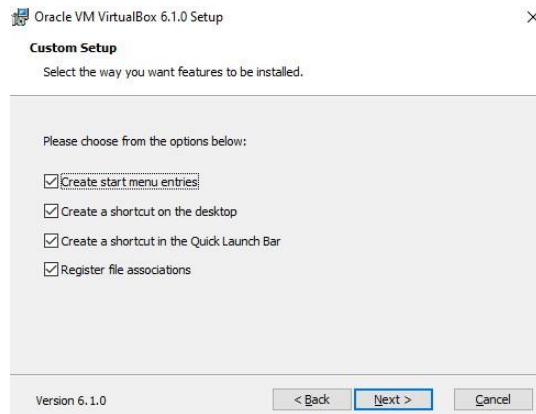 Oracle VM VirtualBox 6.1.0 Setup
Custom Setup
Select the way you want features to be installed.
Please choose from the options below:
Create start menu entries
Create a shortcut on the desktop
Create a shortcut in the Quick Launch Bar
Register file associations
Version 6.1.0
< Back
Next >
Cancel